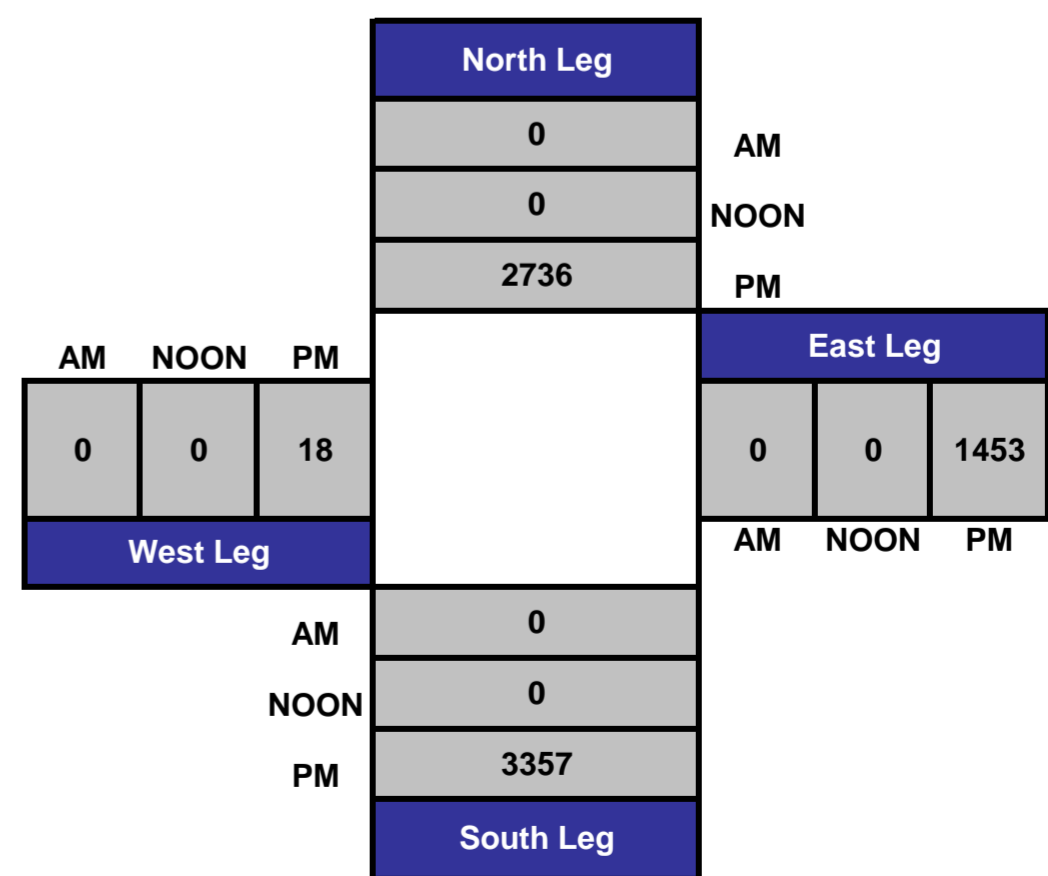 North Leg
0
AM
0
NOON
2736
PM
East Leg
AM NOON PM
0 0 18
0 0 1453
West Leg
AM NOON PM
AM
0
NOON
0
PM
3357
South Leg